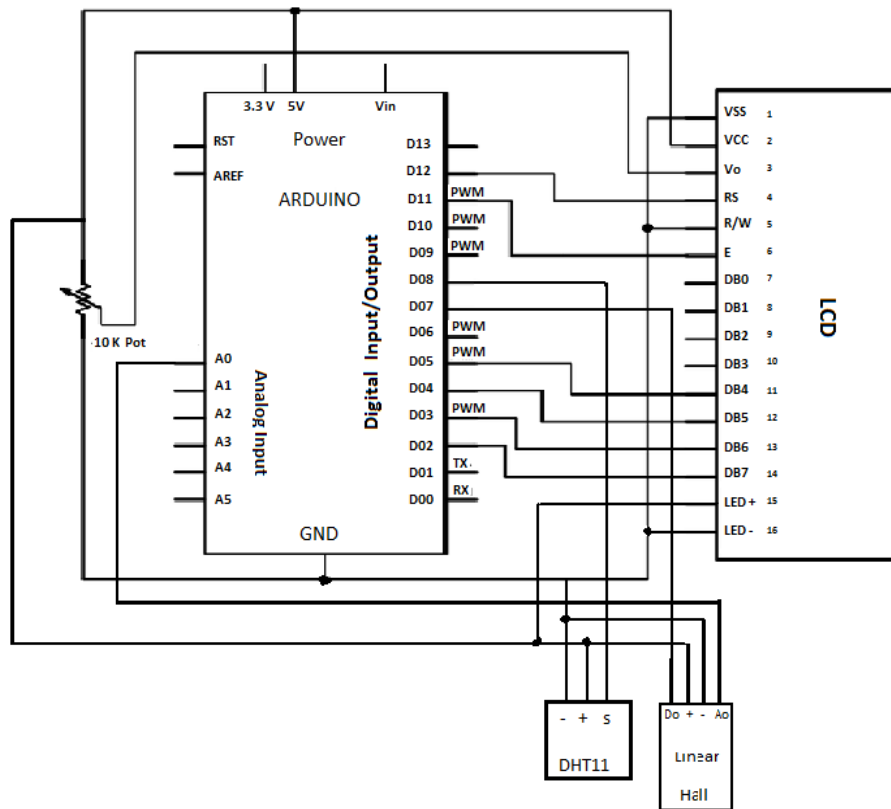 3.3 V 5V Vin
Power
ARDUINO
RST
AREF
A0
A1
A2
A3
A4
A5
Analog Input
Digital Input/Output
D13
D12
D11 PWM
D10 PWM
D09 PWM
D08
D07
D06 PWM
D05 PWM
D04
D03 PWM
D02
D01 TX
D00 RX
GND
10 K Pot
VSS 1
VCC 2
Vo 3
RS 4
R/W 5
E 6
DB0 7
DB1 8
DB2 9
DB3 10
DB4 11
DB5 12
DB6 13
DB7 14
LED+ 15
LED- 16
LCD
- + S
DHT11
Do + - Ao
Linear
Hall